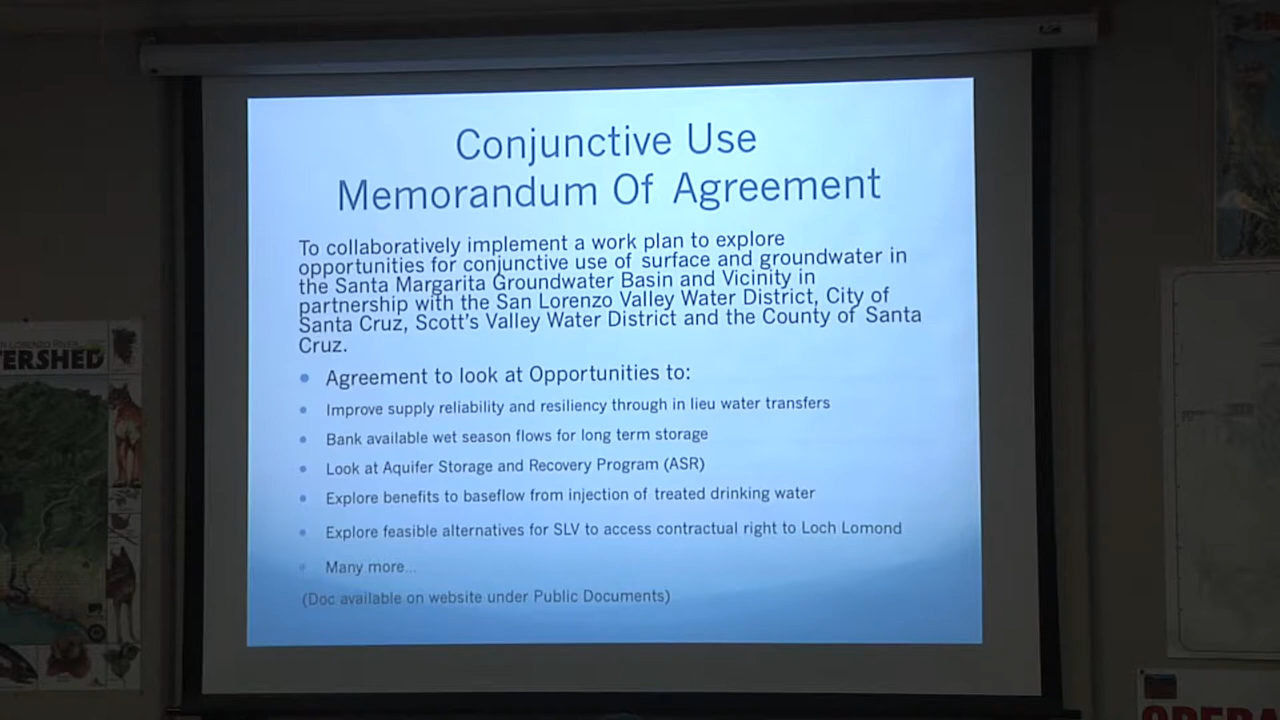 Conjunctive Use
Memorandum Of Agreement
To collaboratively implement a work plan to explore
opportunities for conjunctive use of surface and groundwater in
the Santa Margarita Groundwater Basin and Vicinity in
partnership with the San Lorenzo Valley Water District, City of
Santa Cruz, Scott's Valley Water District and the County of Santa
Cruz.
• Agreement to look at Opportunities to:
• Improve supply reliability and resiliency through in lieu water transfers
• Bank available wet season flows for long term storage
• Look at Aquifer Storage and Recovery Program (ASR)
• Explore benefits to baseflow from injection of treated drinking water
• Explore feasible alternatives for SLV to access contractual right to Loch Lomond
• Many more...
(Doc available on website under Public Documents)
N LORENZO RIVER
ERSHED
OPERA